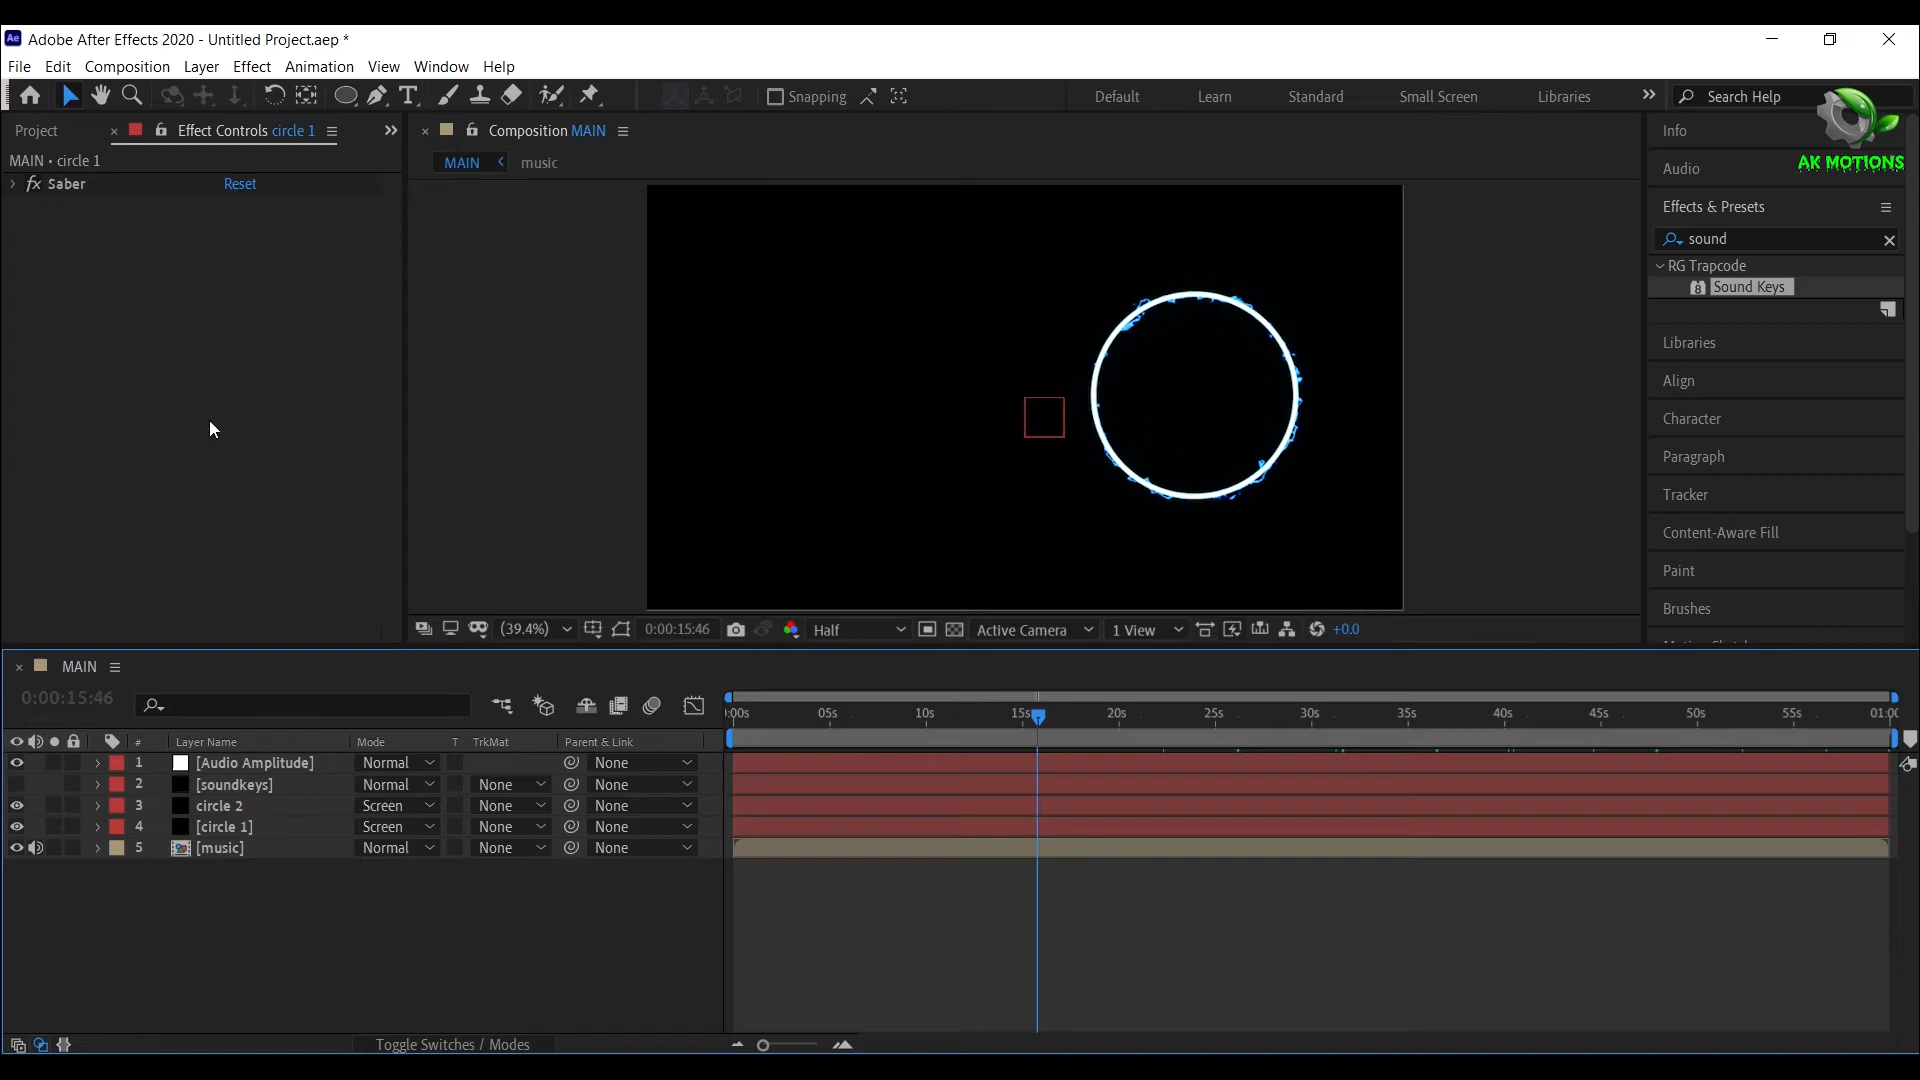 Ae Adobe After Effects 2020 - Untitled Project.aep *
File Edit Composition Layer Effect Animation View Window Help
T Snapping Default Learn Standard Small Screen Libraries Search Help
Project Effect Controls circle 1 Composition MAIN Info
MAIN • circle 1 MAIN music Audio AK MOTIONS
fx Saber Reset
Effects & Presets
sound
RG Trapcode
8 Sound Keys
Libraries
Align
Character
Paragraph
Tracker
Content-Aware Fill
Paint
Brushes
(39.4%) 0:00:15:46 Half Active Camera 1 View +0.0
MAIN
0:00:15:46
:00s 05s 10s 15s 20s 25s 30s 35s 40s 45s 50s 55s 01:00
# Layer Name Mode T TrkMat Parent & Link
1 [Audio Amplitude] Normal None
2 [soundkeys] Normal None None
3 circle 2 Screen None None
4 [circle 1] Screen None None
5 [music] Normal None None
Toggle Switches / Modes